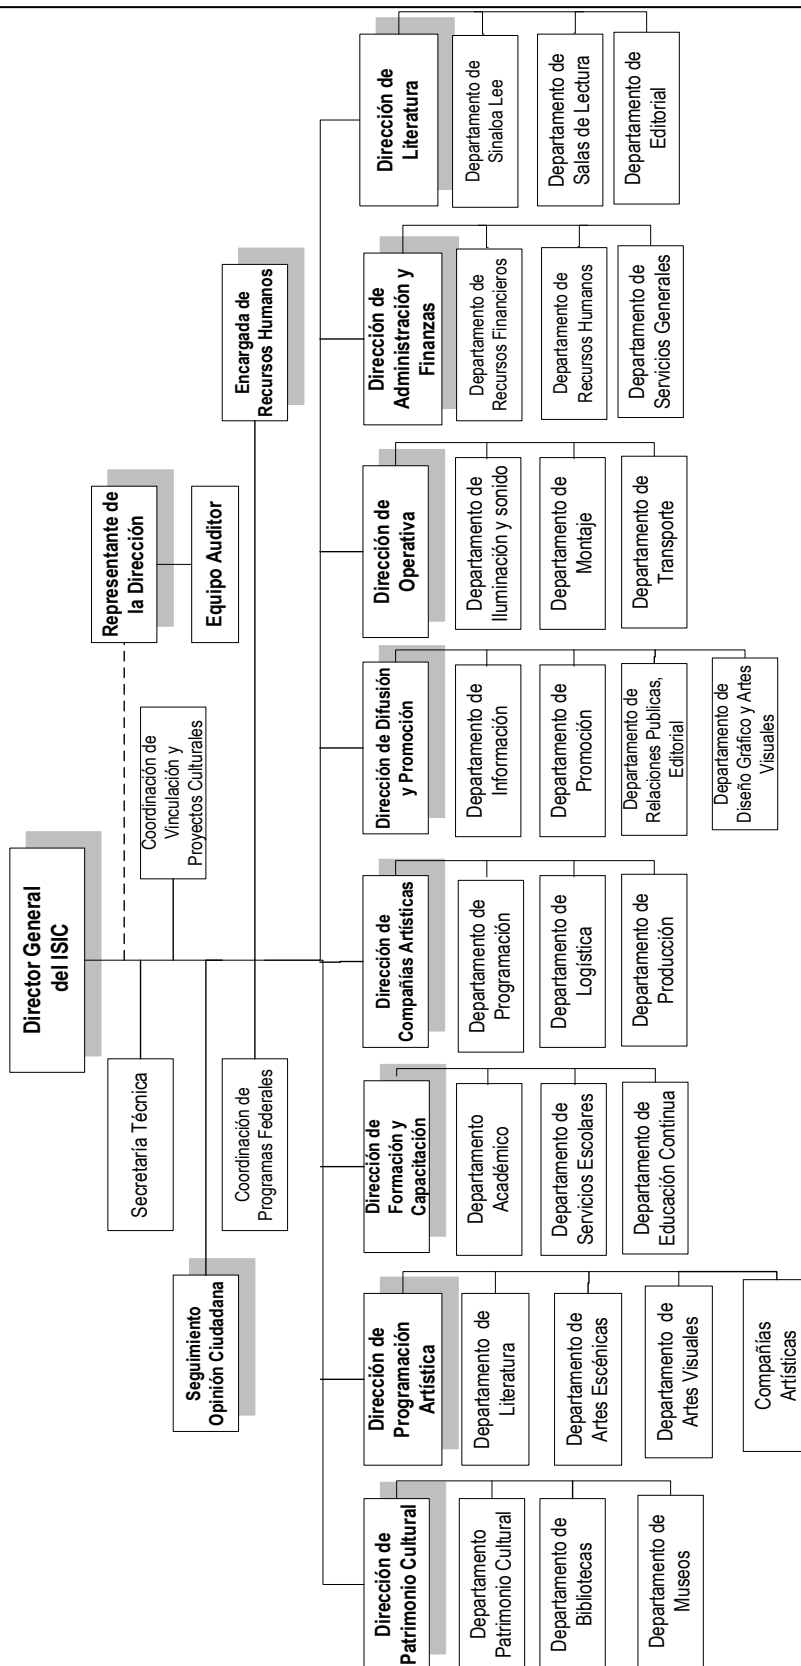 Director General
del ISIC
Representante de
la Dirección
Equipo Auditor
Secretaría Técnica
Coordinación de
Vinculación y
Proyectos Culturales
Seguimiento
Opinión Ciudadana
Coordinación de
Programas Federales
Encargada de
Recursos Humanos
Dirección de
Patrimonio Cultural
Departamento
Patrimonio Cultural
Departamento de
Bibliotecas
Departamento de
Museos
Dirección de
Programación
Artística
Departamento de
Literatura
Departamento de
Artes Escénicas
Departamento de
Artes Visuales
Compañías
Artísticas
Dirección de
Formación y
Capacitación
Departamento
Académico
Departamento de
Servicios Escolares
Departamento de
Educación Continua
Dirección de
Compañías Artísticas
Departamento de
Programación
Departamento de
Logística
Departamento de
Producción
Dirección de Difusión
y Promoción
Departamento de
Información
Departamento de
Promoción
Departamento de
Relaciones Publicas,
Editorial
Departamento de
Diseño Gráfico y Artes
Visuales
Dirección de
Operativa
Departamento de
Iluminación y sonido
Departamento de
Montaje
Departamento de
Transporte
Dirección de
Administración y
Finanzas
Departamento de
Recursos Financieros
Departamento de
Recursos Humanos
Departamento de
Servicios Generales
Dirección de
Literatura
Departamento de
Sinaloa Lee
Departamento de
Salas de Lectura
Departamento de
Editorial